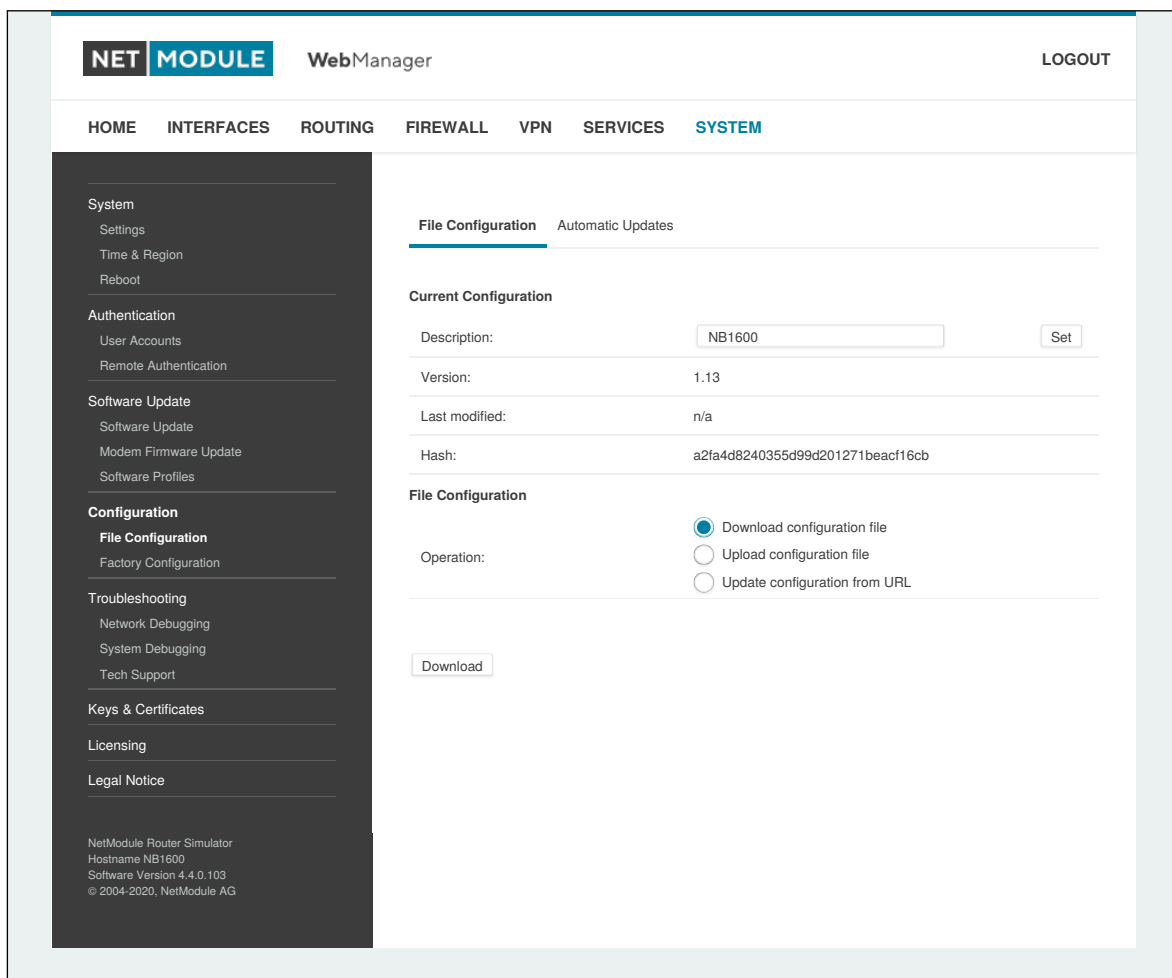 NET MODULE WebManager LOGOUT
HOME INTERFACES ROUTING FIREWALL VPN SERVICES SYSTEM
System
Settings
Time & Region
Reboot
Authentication
User Accounts
Remote Authentication
Software Update
Software Update
Modem Firmware Update
Software Profiles
Configuration
File Configuration
Factory Configuration
Troubleshooting
Network Debugging
System Debugging
Tech Support
Keys & Certificates
Licensing
Legal Notice
NetModule Router Simulator
Hostname NB1600
Software Version 4.4.0.103
© 2004-2020, NetModule AG
File Configuration Automatic Updates
Current Configuration
Description: NB1600 Set
Version: 1.13
Last modified: n/a
Hash: a2fa4d8240355d99d201271beacf16cb
File Configuration
Operation:
Download configuration file
Upload configuration file
Update configuration from URL
Download